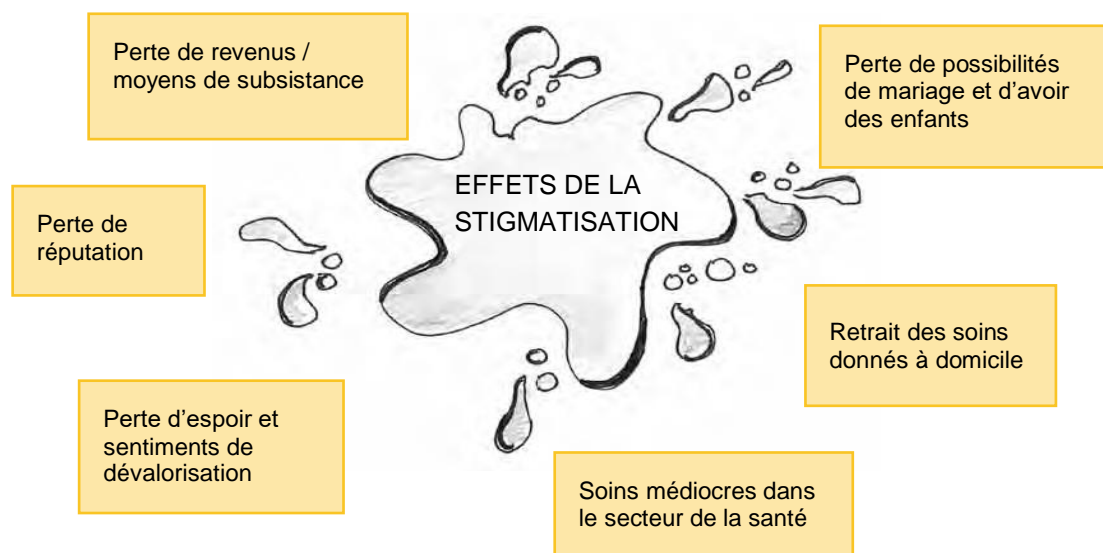 Perte de revenus /
moyens de subsistance
Perte de possibilités
de mariage et d’avoir
des enfants
EFFETS DE LA
STIGMATISATION
Perte de
réputation
Retrait des soins
donnés à domicile
Perte d’espoir et
sentiments de
dévalorisation
Soins médiocres dans
le secteur de la santé